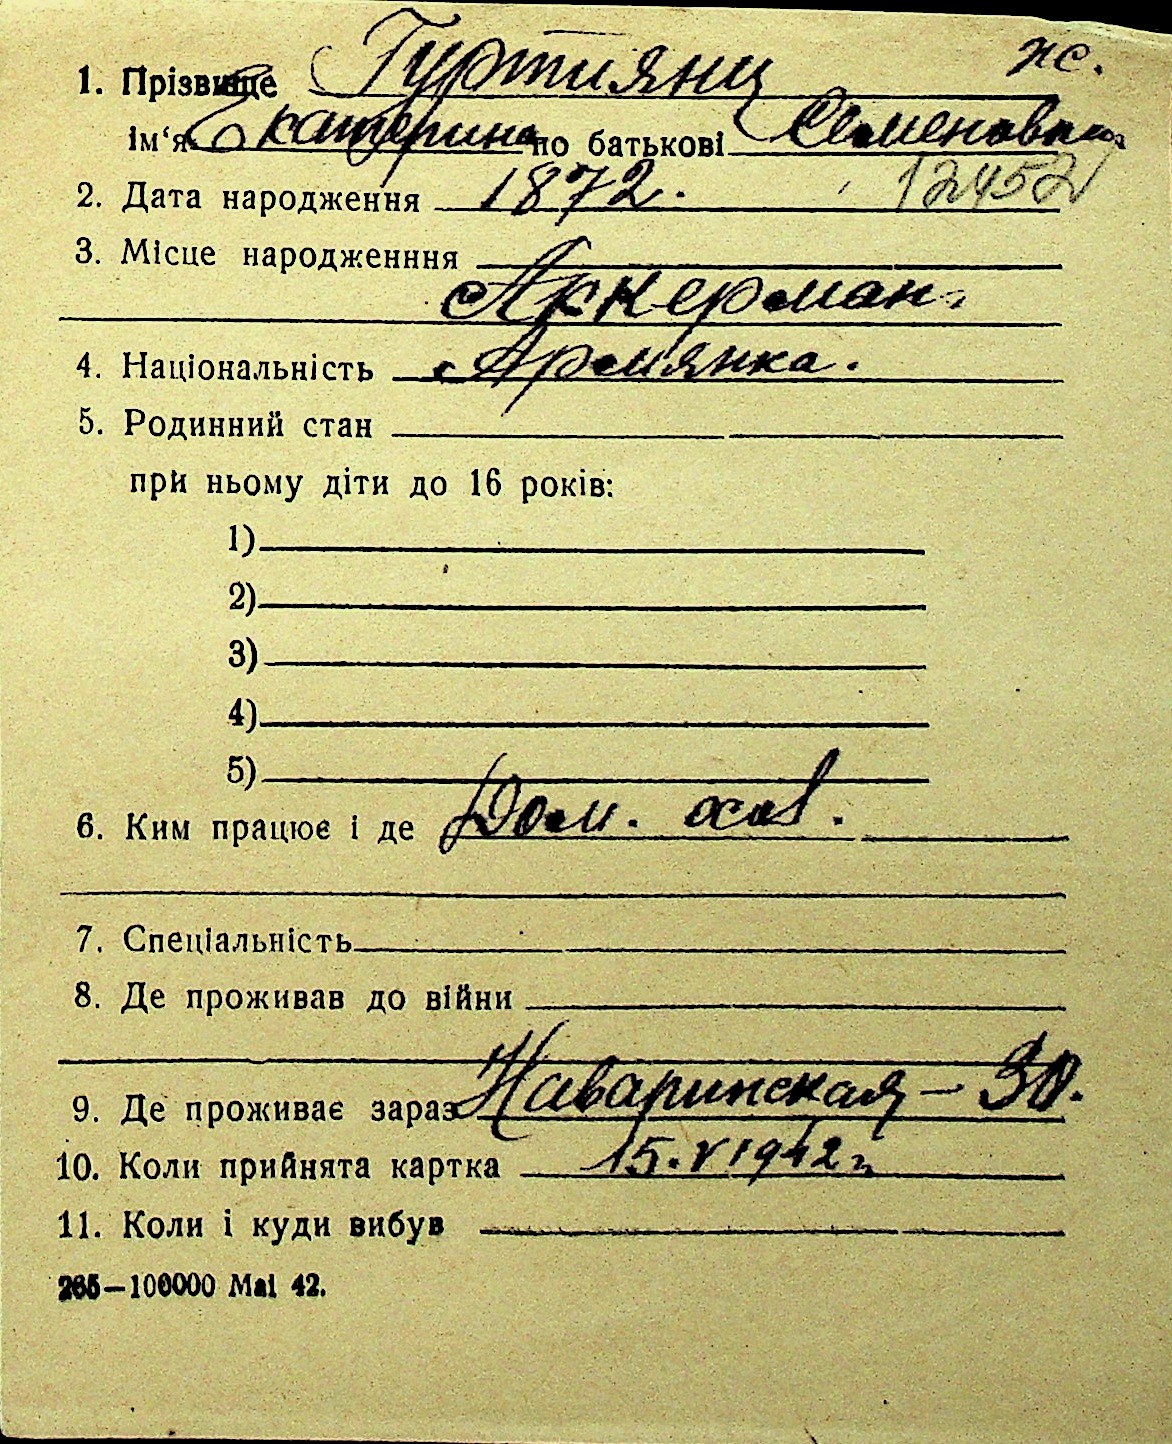 1. Прізвище Гуртиянц ж.
ім‘я Екатерина по батькові Семеновна
2. Дата народження 1872. 12452
3. Місце народженння
Аккерман.
4. Національність Армянка.
5. Родинний стан
при ньому діти до 16 років:
1)
2)
3)
4)
5)
6. Ким працює і де Дом. хоз.
7. Спеціальність
8. Де проживав до війни
9. Де проживає зараз Наваринская – 30.
10. Коли прийнята картка 15.V 1942 г
11. Коли і куди вибув
265—100000 Маі 42.